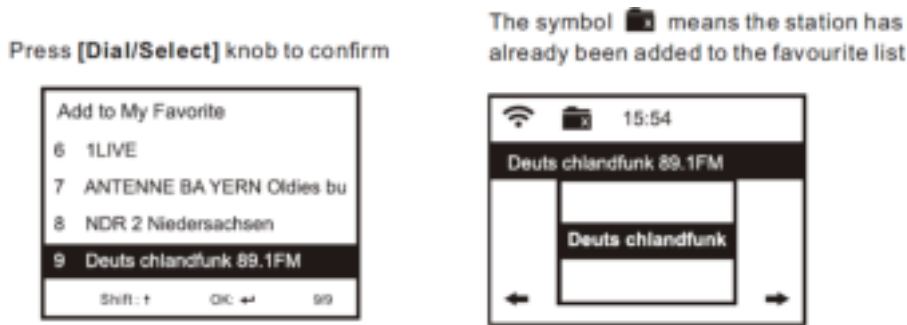 Press [Dial/Select] knob to confirm
Add to My Favorite
6 1LIVE
7 ANTENNE BA YERN Oldies bu
8 NDR 2 Niedersachsen
9 Deuts chlandfunk 89.1FM
Shift: ↑ OK: ↵ 9/9
The symbol means the station has
already been added to the favourite list
15:54
Deuts chlandfunk 89.1FM
Deuts chlandfunk